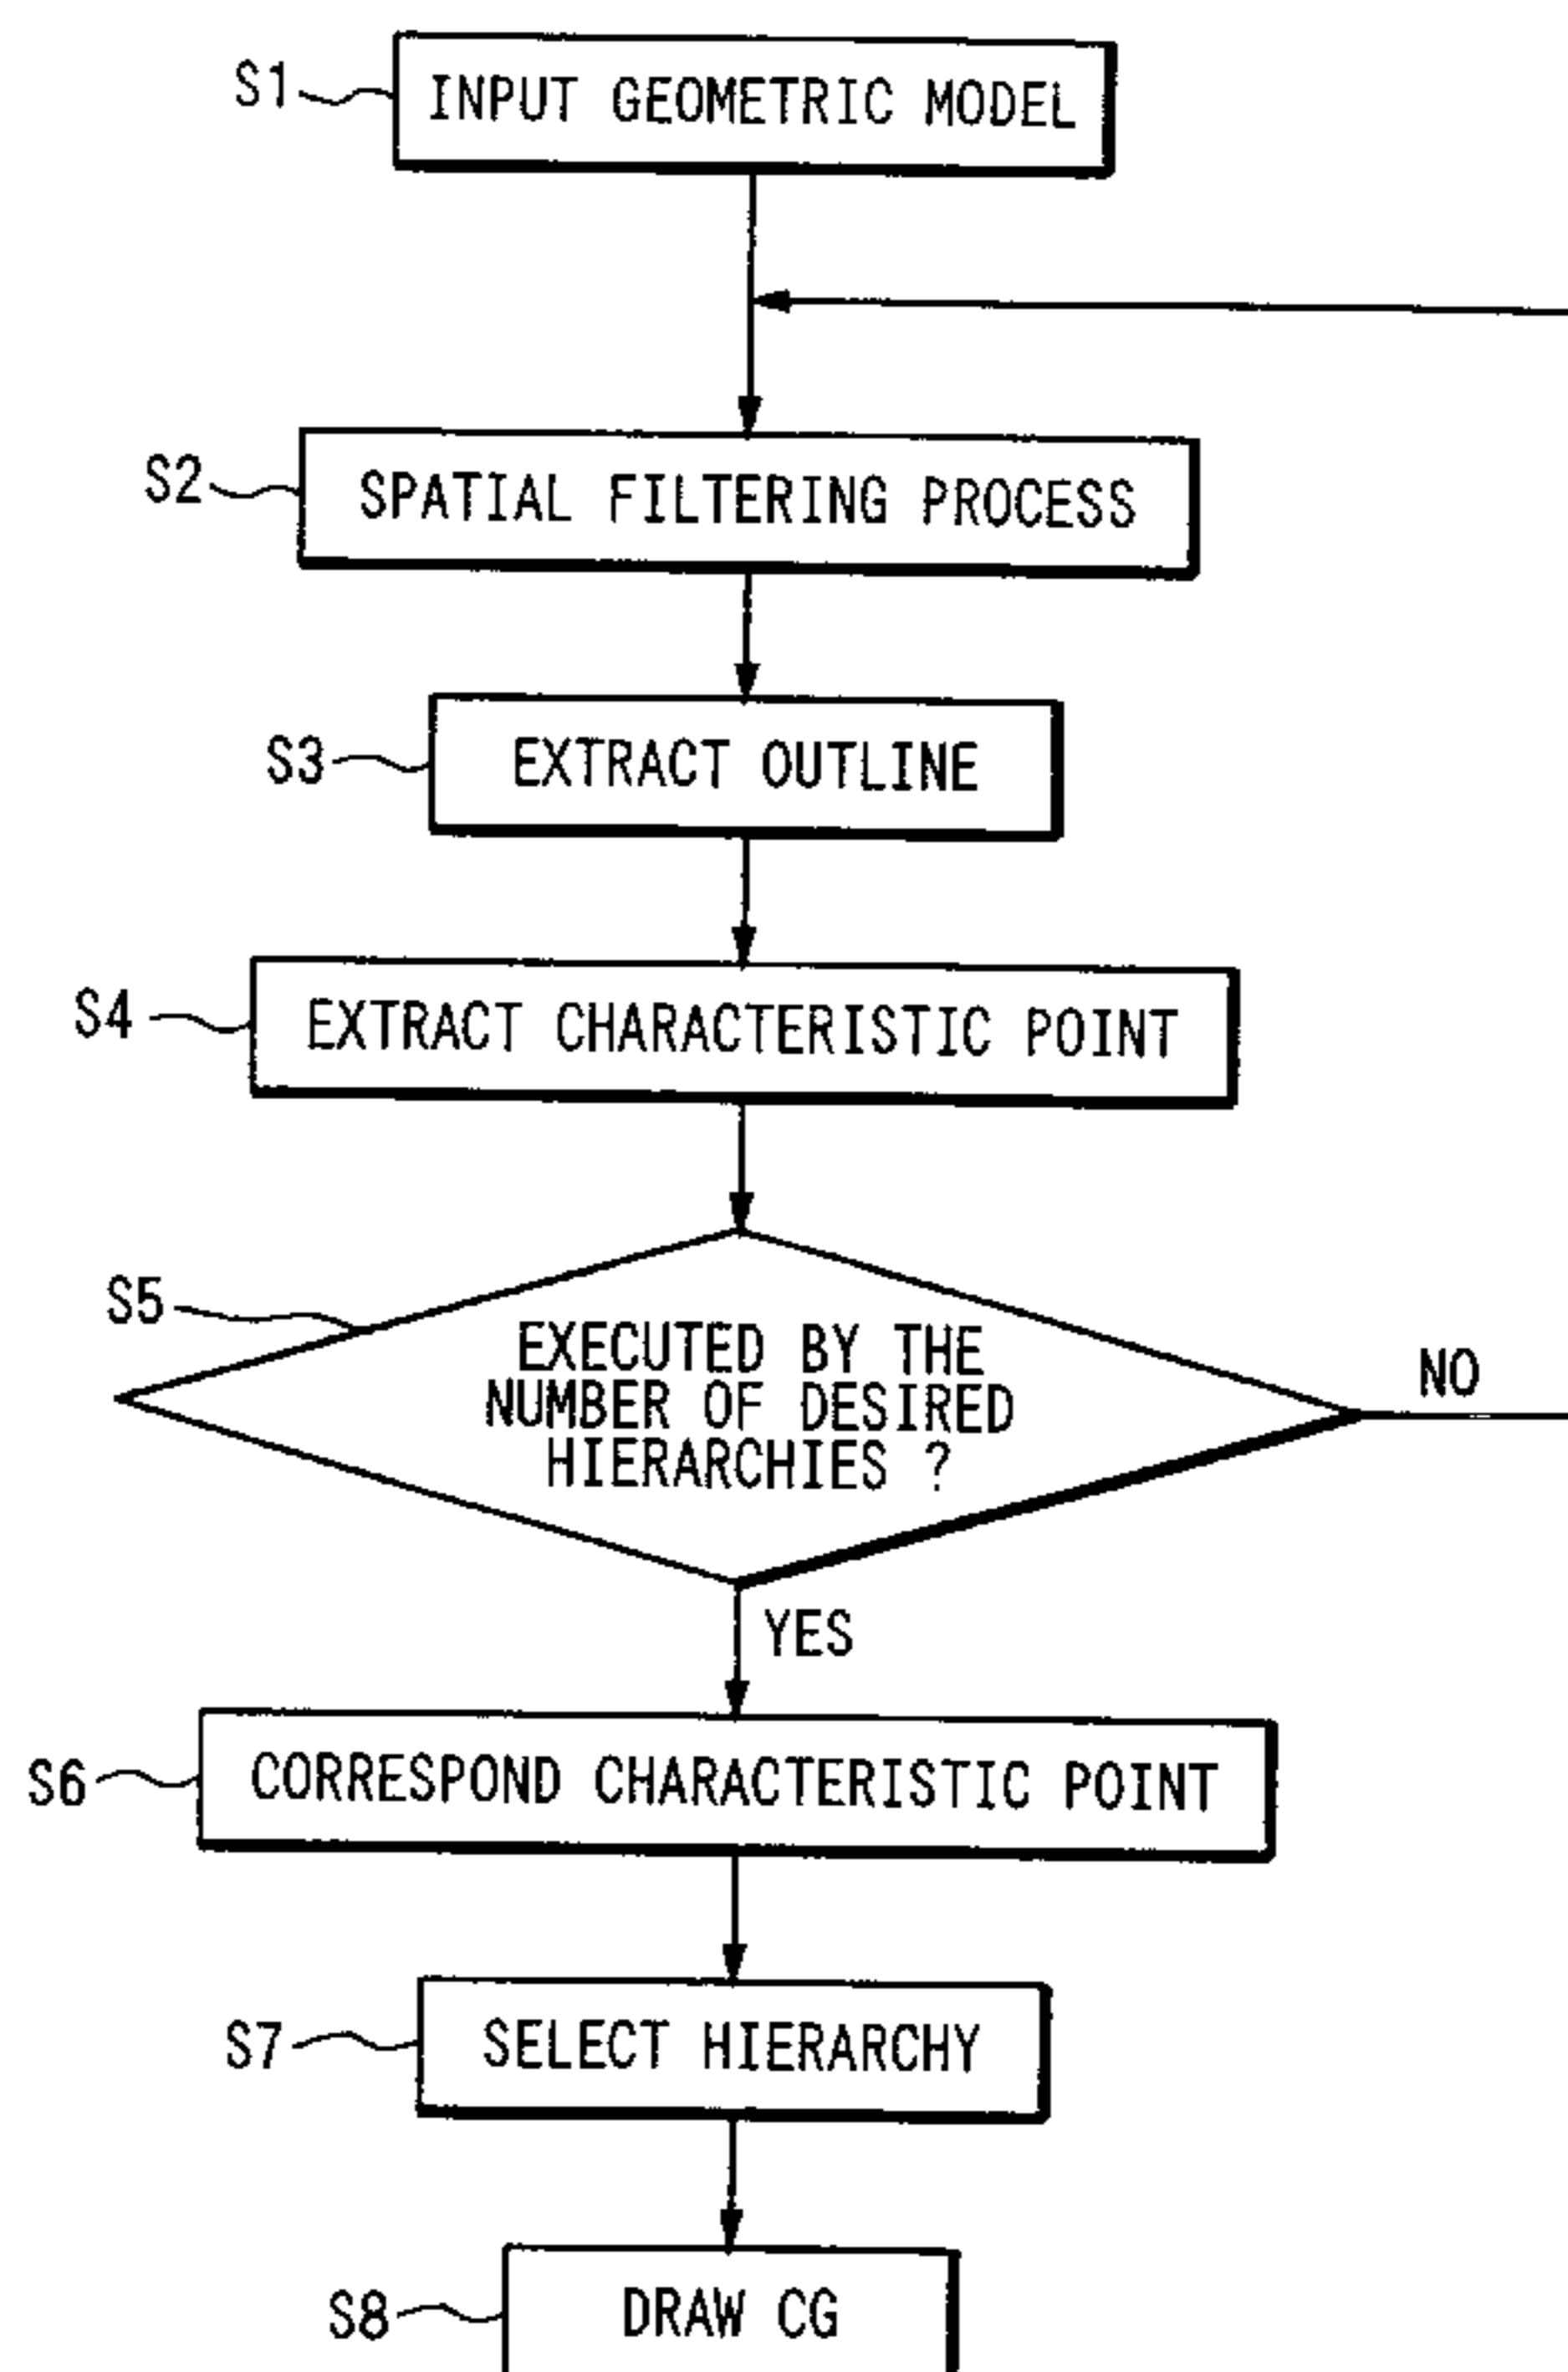 S1
INPUT GEOMETRIC MODEL
S2
SPATIAL FILTERING PROCESS
S3
EXTRACT OUTLINE
S4
EXTRACT CHARACTERISTIC POINT
S5
EXECUTED BY THE
NUMBER OF DESIRED
HIERARCHIES ?
NO
YES
S6
CORRESPOND CHARACTERISTIC POINT
S7
SELECT HIERARCHY
S8
DRAW CG